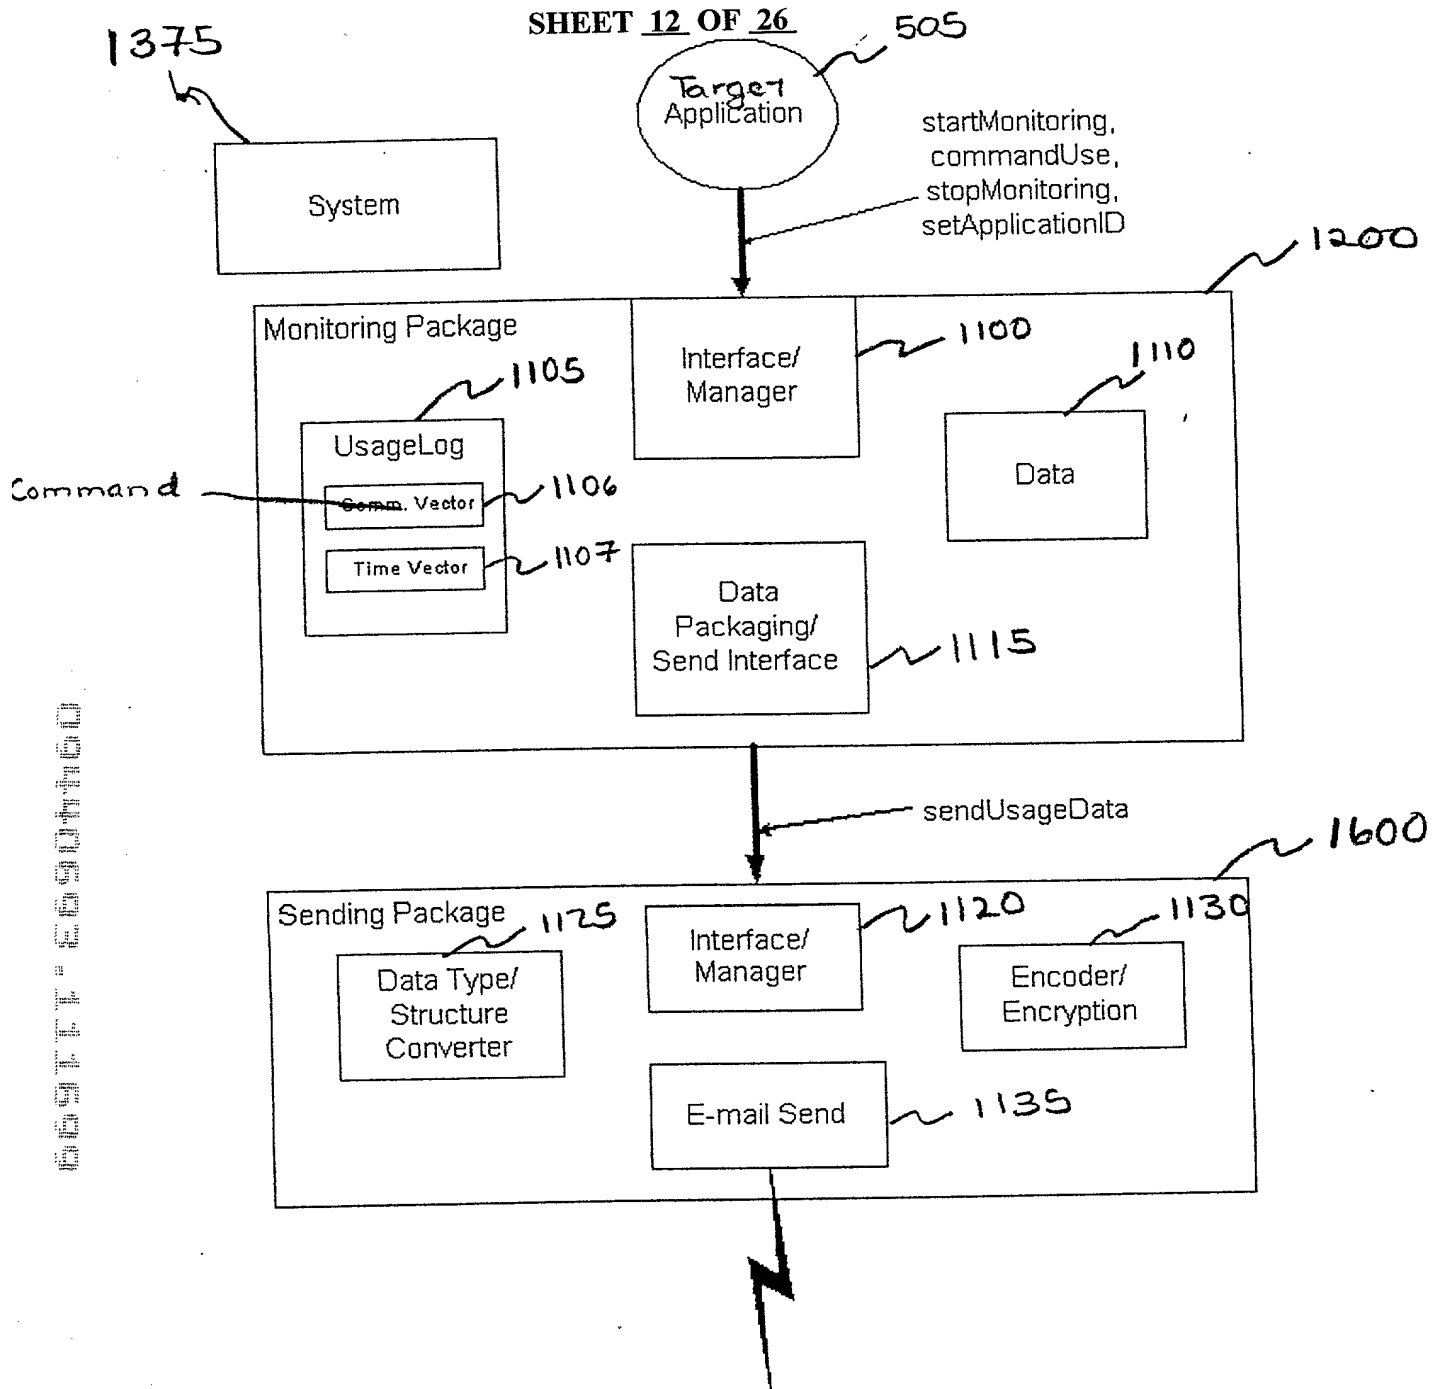 SHEET 12 OF 26
1375
505
Target
Application
System
startMonitoring,
commandUse,
stopMonitoring,
setApplicationID
1200
Monitoring Package
Interface/
Manager
1100
1110
1105
UsageLog
Data
Command
Comm. Vector
1106
Time Vector
1107
Data
Packaging/
Send Interface
1115
sendUsageData
1600
Sending Package
1125
Interface/
Manager
1120
1130
Data Type/
Structure
Converter
Encoder/
Encryption
E-mail Send
1135